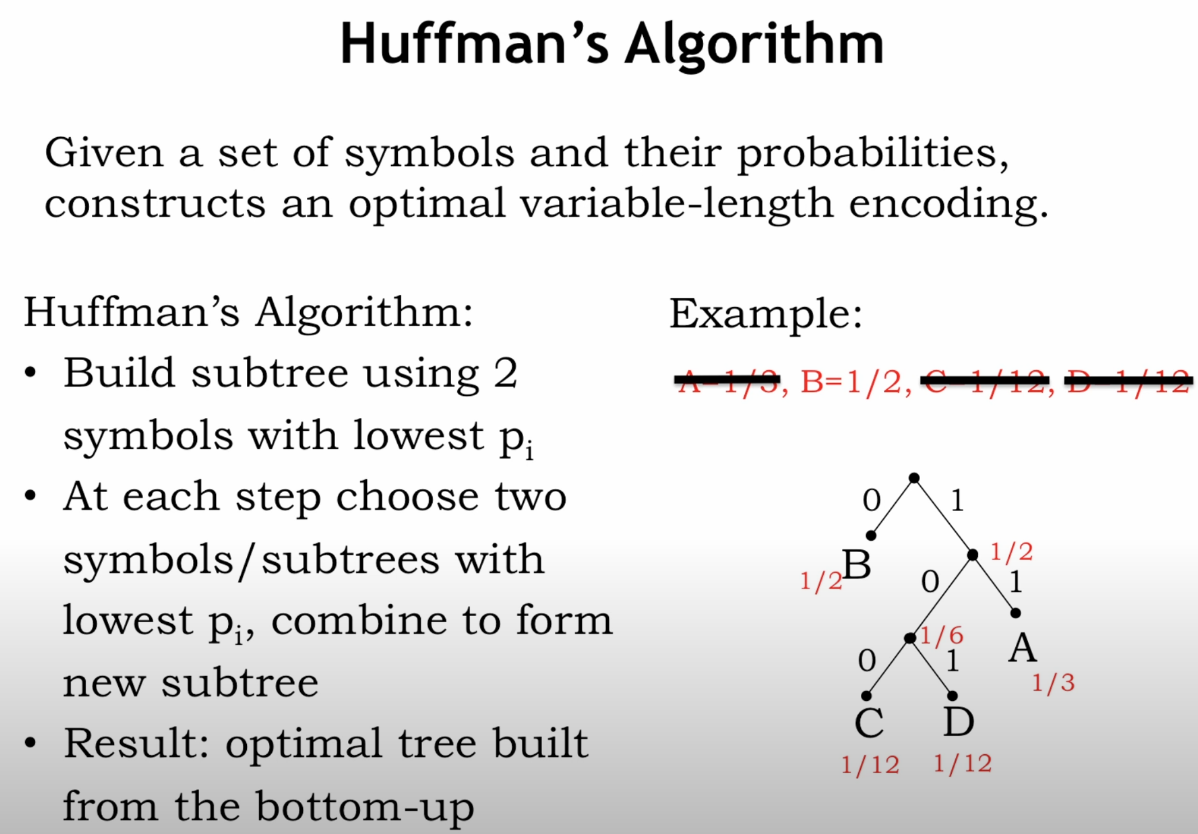 Huffman's Algorithm
Given a set of symbols and their probabilities,
constructs an optimal variable-length encoding.
Huffman's Algorithm:
• Build subtree using 2
symbols with lowest pᵢ
• At each step choose two
symbols/subtrees with
lowest pᵢ, combine to form
new subtree
• Result: optimal tree built
from the bottom-up
Example:
A=1/3, B=1/2, C=1/12, D=1/12
0 1
B 1/2
1/2
0 1
1/6
A
0 1
1/3
C D
1/12 1/12